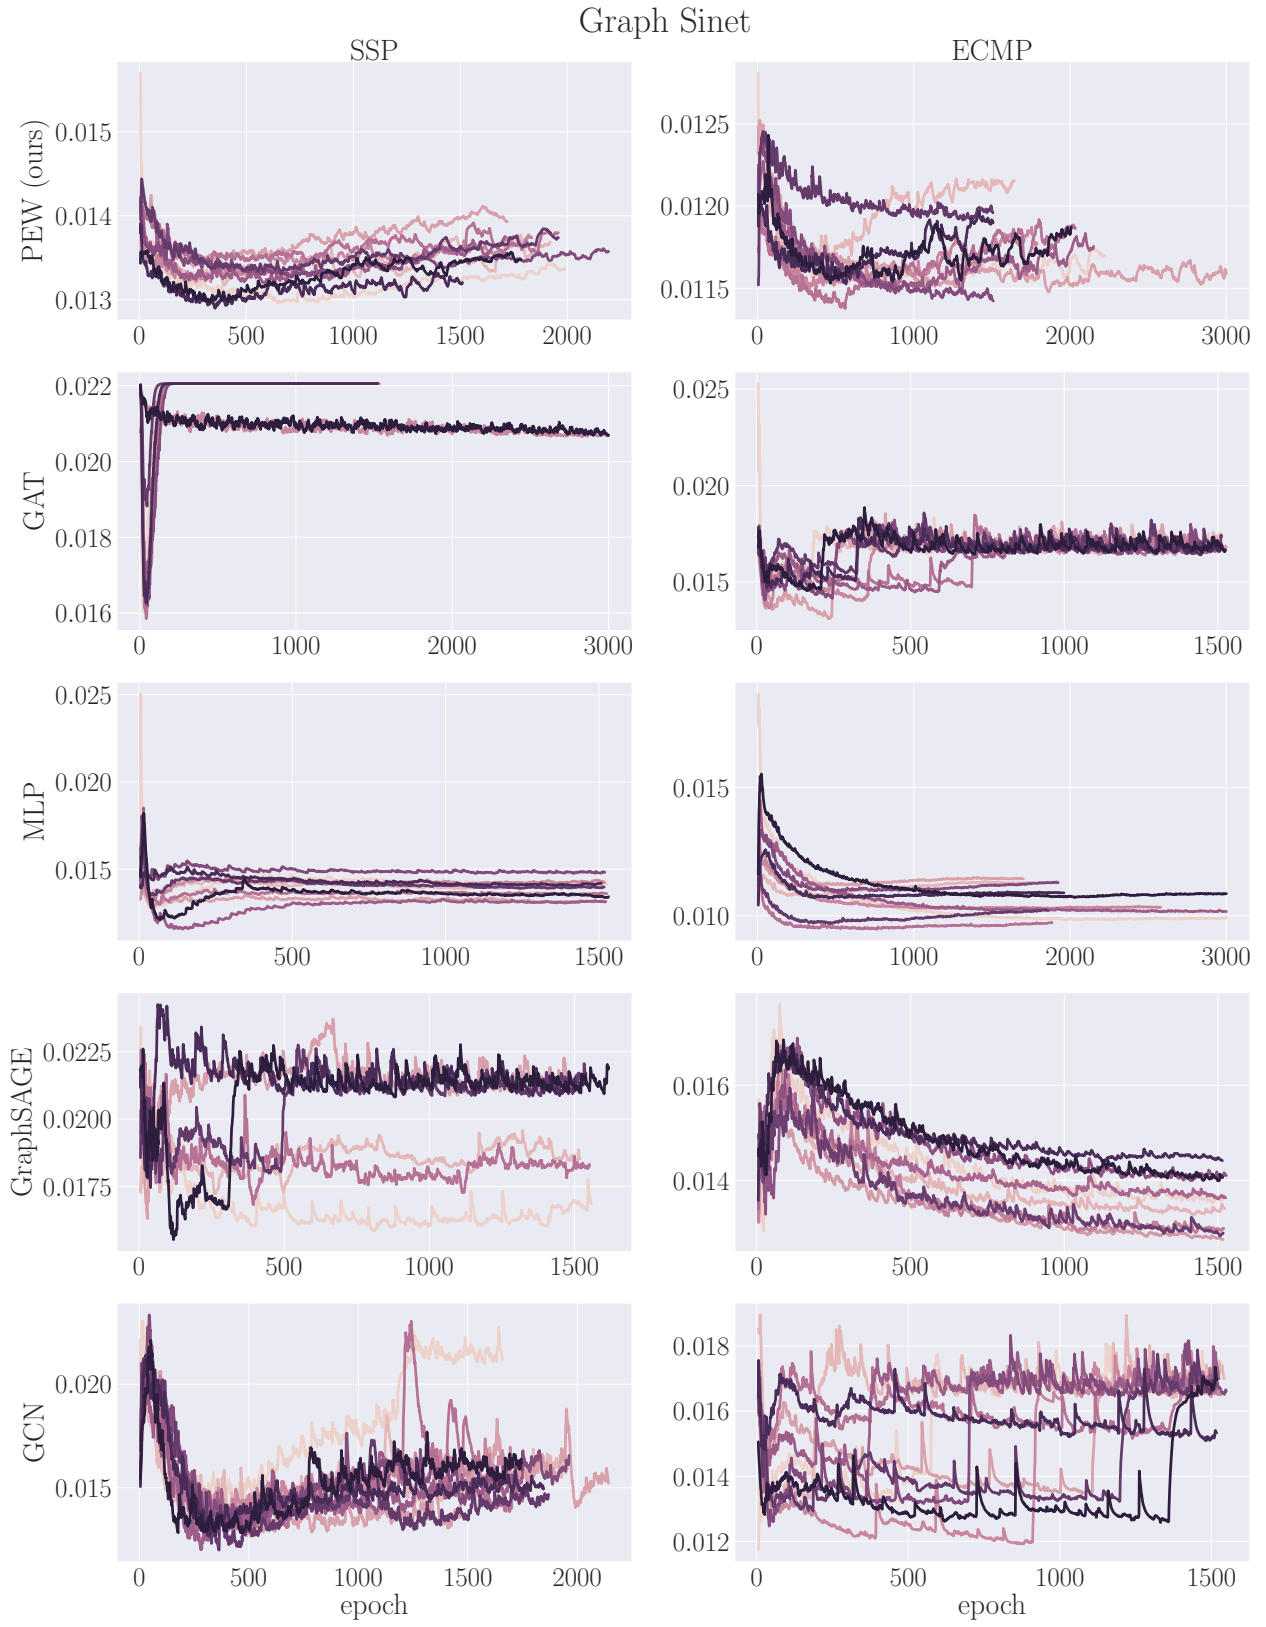 Graph Sinet
SSP
ECMP
PEW (ours)
0.015
0.014
0.013
0 500 1000 1500 2000
0.0125
0.0120
0.0115
0 1000 2000 3000
GAT
0.022
0.020
0.018
0.016
0 1000 2000 3000
0.025
0.020
0.015
0 500 1000 1500
MLP
0.025
0.020
0.015
0 500 1000 1500
0.015
0.010
0 1000 2000 3000
GraphSAGE
0.0225
0.0200
0.0175
0 500 1000 1500
0.016
0.014
0 500 1000 1500
GCN
0.020
0.015
0 500 1000 1500 2000
epoch
0.018
0.016
0.014
0.012
0 500 1000 1500
epoch